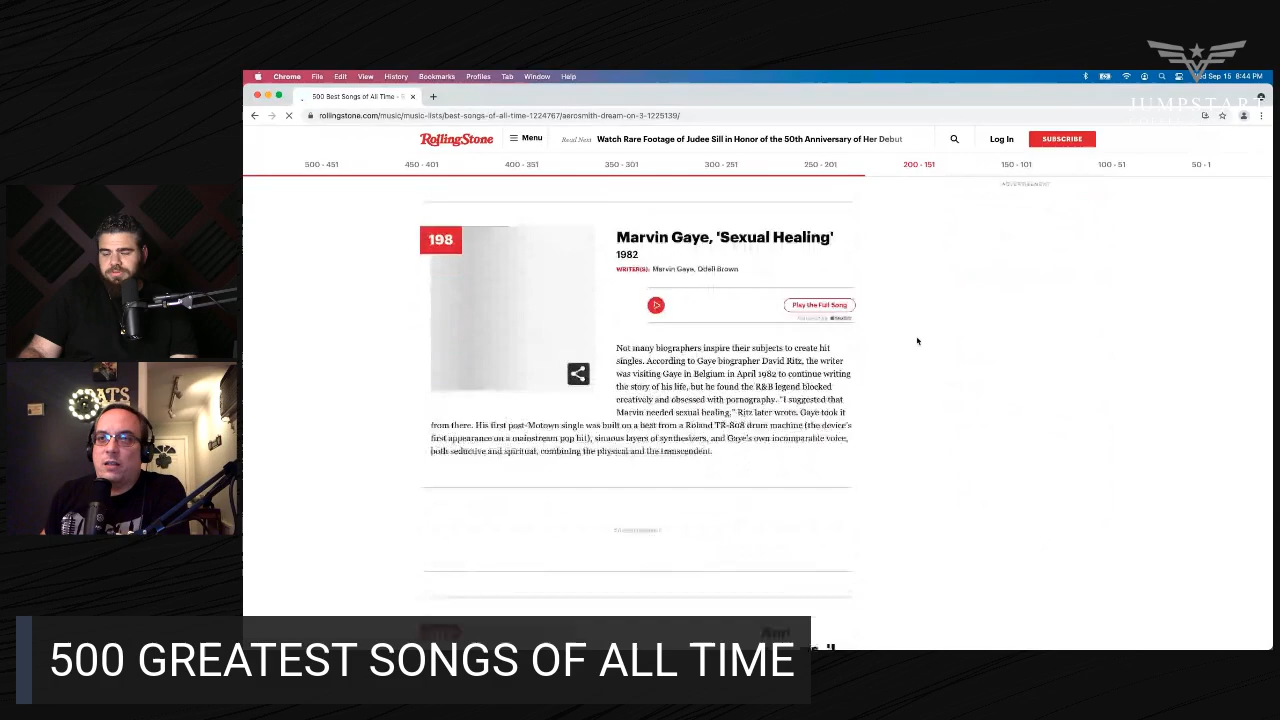 Chrome File Edit View History Bookmarks Profiles Tab Window Help
Wed Sep 15 8:44 PM
500 Best Songs of All Time -
rollingstone.com/music/music-lists/best-songs-of-all-time-1224767/aerosmith-dream-on-3-1225139/
JUMPSTART
RollingStone
Menu
Read Next Watch Rare Footage of Judee Sill in Honor of the 50th Anniversary of Her Debut
Log In
SUBSCRIBE
500 - 451 450 - 401 400 - 351 350 - 301 300 - 251 250 - 201 200 - 151 150 - 101 100 - 51 50 - 1
ADVERTISEMENT
198
Marvin Gaye, 'Sexual Healing'
1982
WRITER(S): Marvin Gaye, Odell Brown
Play the Full Song
Not many biographers inspire their subjects to create hit
singles. According to Gaye biographer David Ritz, the writer
was visiting Gaye in Belgium in April 1982 to continue writing
the story of his life, but he found the R&B legend blocked
creatively and obsessed with pornography. "I suggested that
Marvin needed sexual healing," Ritz later wrote. Gaye took it
from there. His first post-Motown single was built on a beat from a Roland TR-808 drum machine (the device's
first appearance on a mainstream pop hit), sinuous layers of synthesizers, and Gaye's own incomparable voice,
both seductive and spiritual, combining the physical and the transcendent.
500 GREATEST SONGS OF ALL TIME